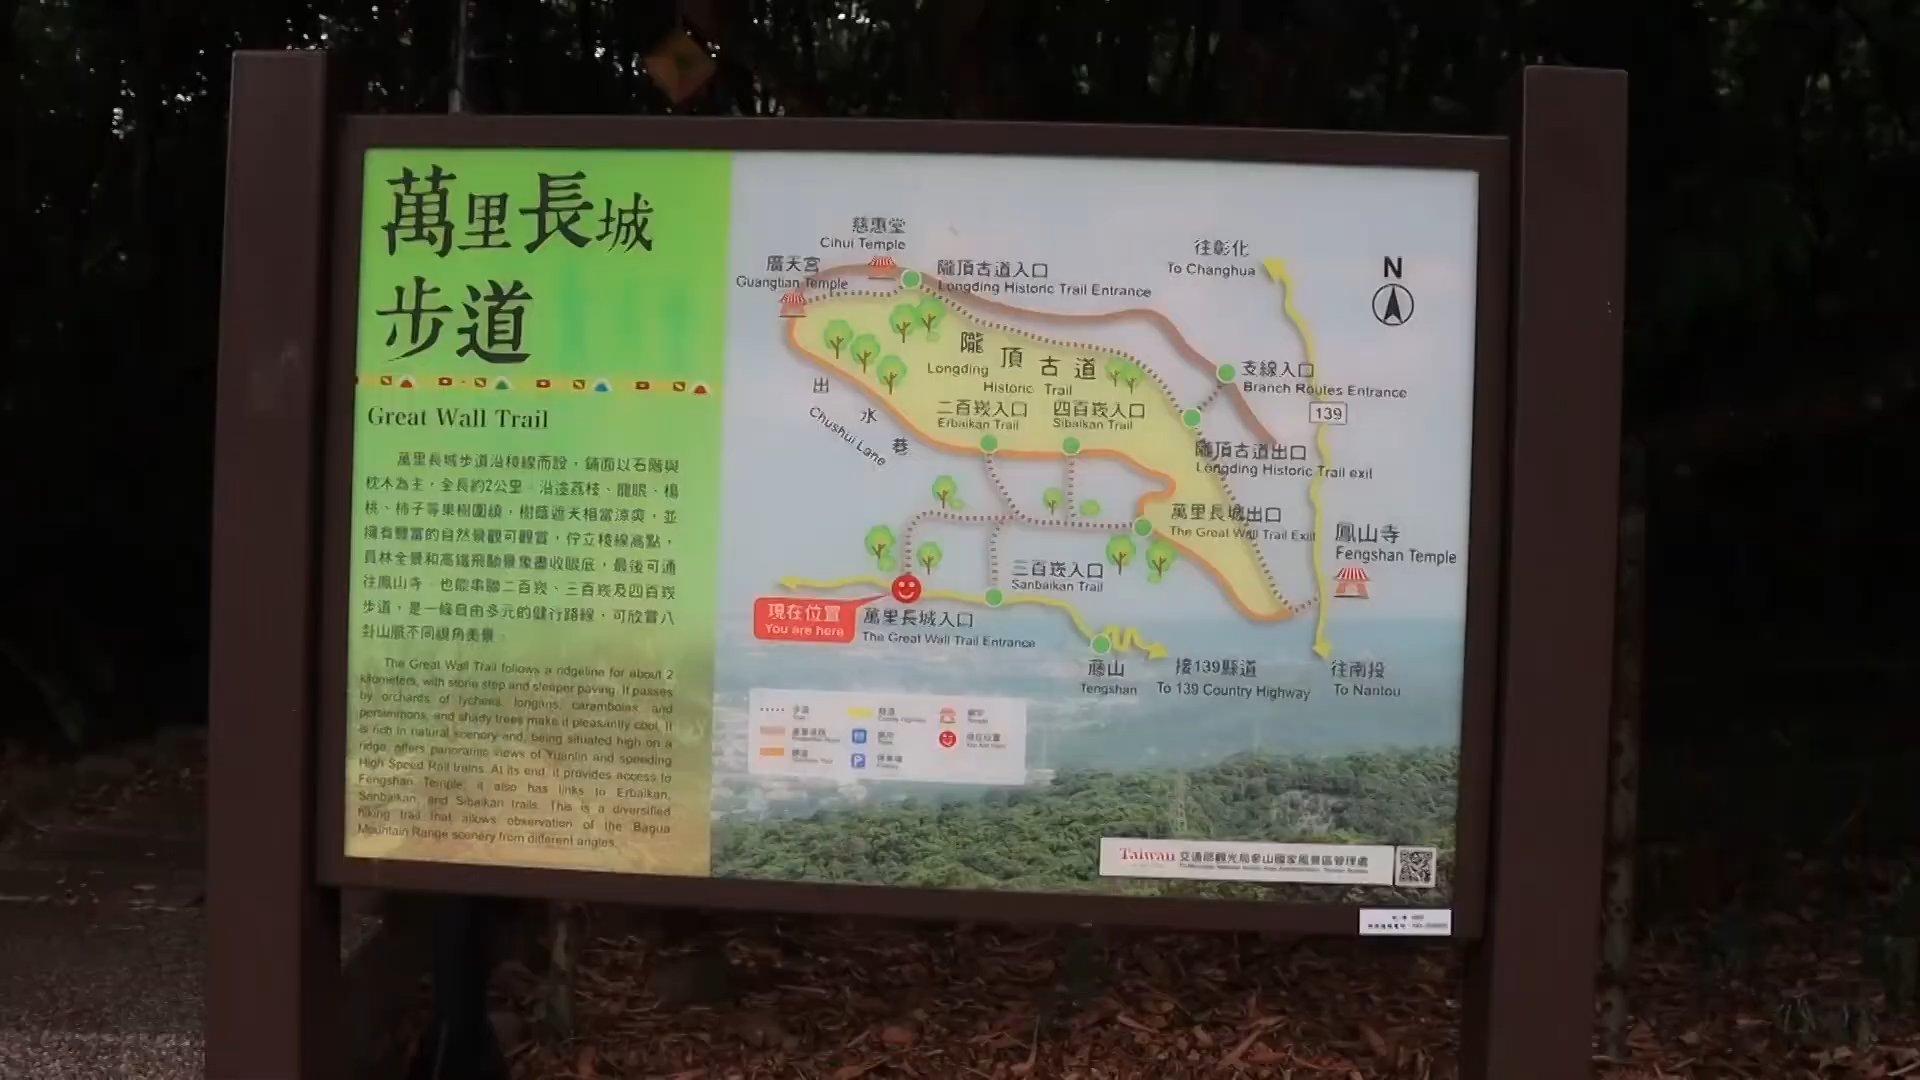 萬里長城
步道
Great Wall Trail
萬里長城步道沿稜線而設，鋪面以石階與
枕木為主，全長約2公里。沿途荔枝、龍眼、楊
桃、柿子等果樹圍繞，樹蔭遮天相當涼爽，並
擁有豐富的自然景觀可觀賞，佇立稜線高點，
員林全景和高鐵飛馳景象盡收眼底，最後可通
往鳳山寺，也能串聯二百崁、三百崁及四百崁
步道，是一條自由多元的健行路線，可欣賞八
卦山脈不同視角美景。
The Great Wall Trail follows a ridgeline for about 2
kilometers, with stone step and sleeper paving. It passes
by orchards of lychees, longans, carambolas, and
persimmons, and shady trees make it pleasantly cool. It
is rich in natural scenery and, being situated high on a
ridge, offers panoramic views of Yuanlin and speeding
High Speed Rail trains. At its end, it provides access to
Fengshan Temple; it also has links to Erbaikan,
Sanbaikan, and Sibaikan trails. This is a diversified
hiking trail that allows observation of the Bagua
Mountain Range scenery from different angles.
慈惠堂
Cihui Temple
廣天宮
Guangtian Temple
隴頂古道入口
Longding Historic Trail Entrance
往彰化
To Changhua
N
隴頂古道
Longding
Historic Trail
支線入口
Branch Routes Entrance
139
出水巷
Chushui Lane
二百崁入口
Erbaikan Trail
四百崁入口
Sibaikan Trail
隴頂古道出口
Longding Historic Trail exit
萬里長城出口
The Great Wall Trail Exit
鳳山寺
Fengshan Temple
三百崁入口
Sanbaikan Trail
現在位置
You are here
萬里長城入口
The Great Wall Trail Entrance
藤山
Tengshan
接139縣道
To 139 Country Highway
往南投
To Nantou
Taiwan 交通部觀光局參山國家風景區管理處